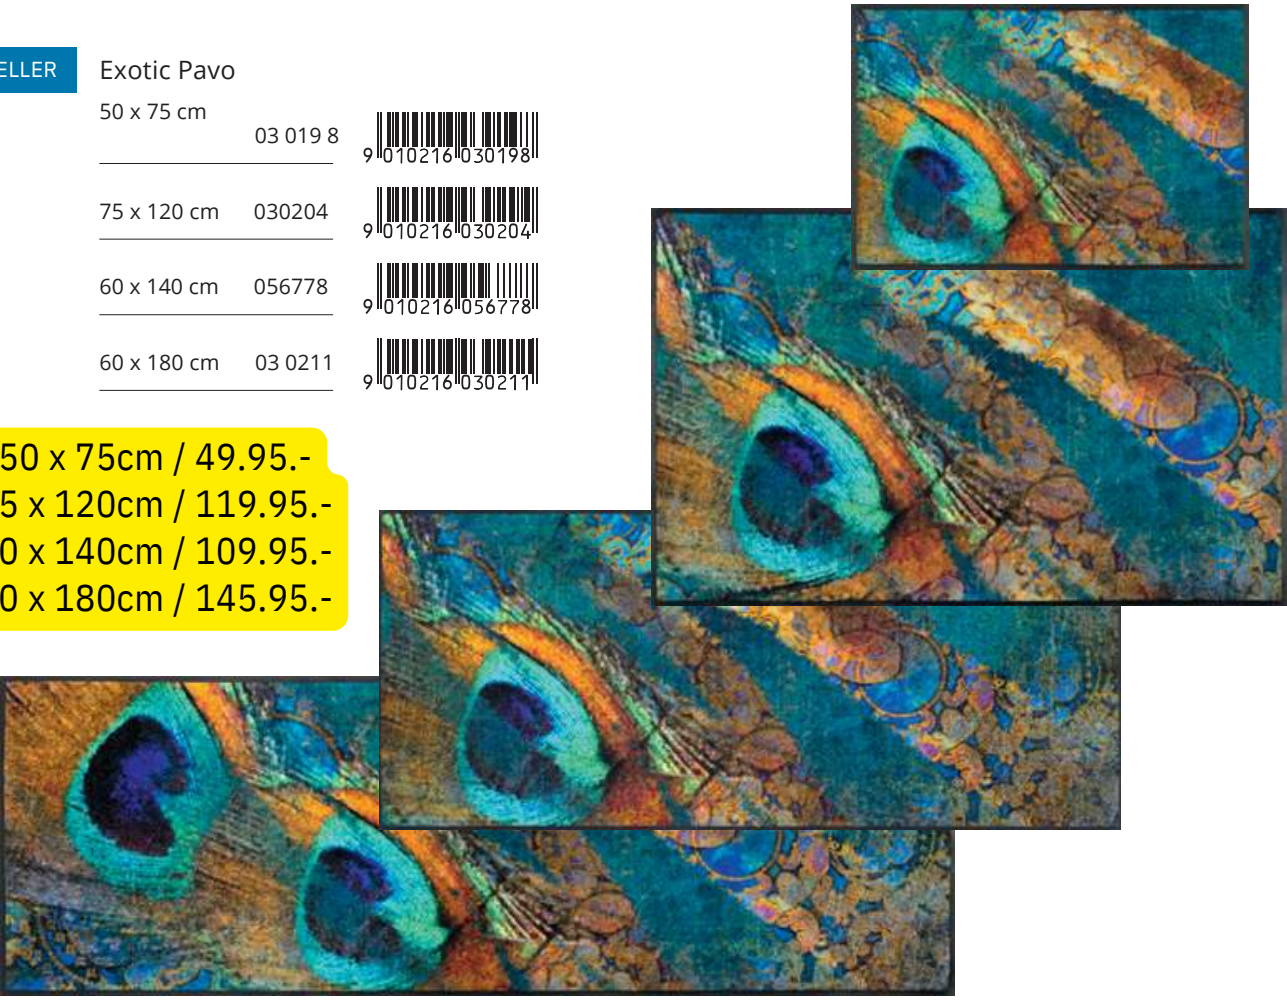 ELLER
Exotic Pavo
50 x 75 cm
03 019 8
9 010216 030198
75 x 120 cm 030204
9 010216 030204
60 x 140 cm 056778
9 010216 056778
60 x 180 cm 03 0211
9 010216 030211
50 x 75cm / 49.95.-
5 x 120cm / 119.95.-
0 x 140cm / 109.95.-
0 x 180cm / 145.95.-